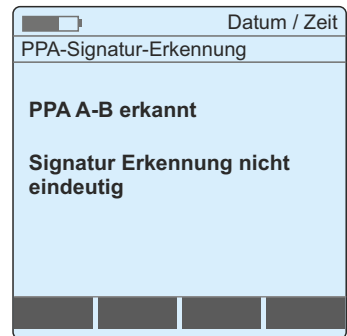 Datum / Zeit
PPA-Signatur-Erkennung
PPA A-B erkannt
Signatur Erkennung nicht
eindeutig